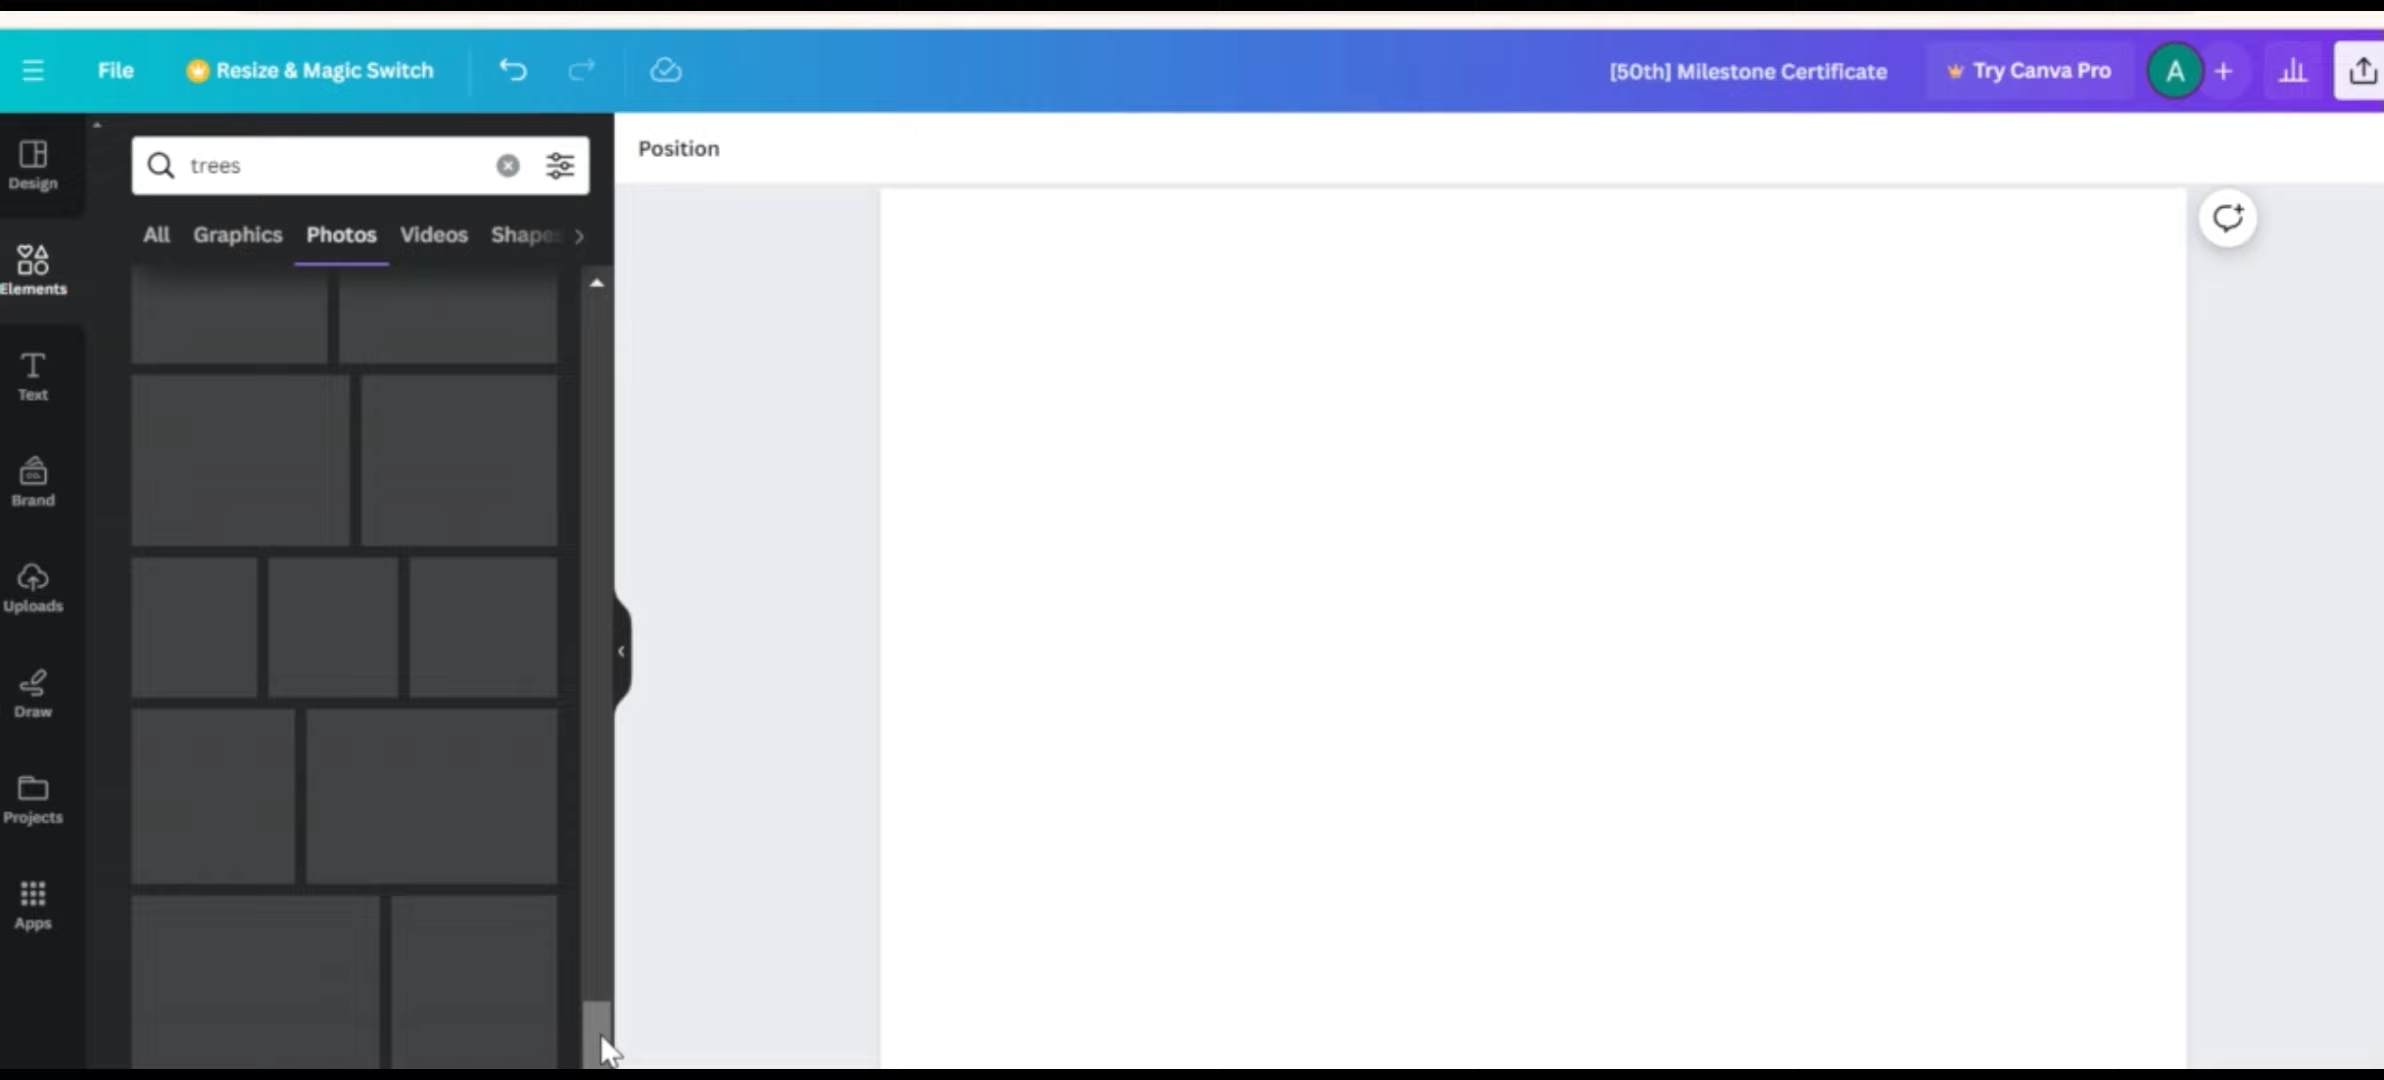 File
Resize & Magic Switch
[50th] Milestone Certificate
Try Canva Pro
A
Design
trees
Position
All
Graphics
Photos
Videos
Shape
Elements
Text
Brand
Uploads
Draw
Projects
Apps